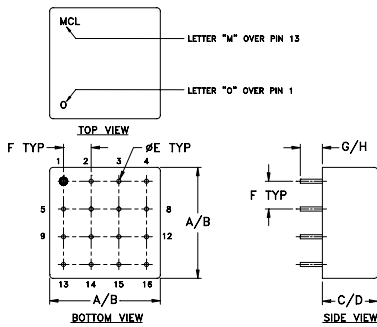 MCL
LETTER "M" OVER PIN 13
O
LETTER "O" OVER PIN 1
TOP VIEW
F TYP
ØE TYP
G/H
1 2 3 4
F TYP
5 8
A/B
9 12
13 14 15 16
A/B
C/D
BOTTOM VIEW
SIDE VIEW